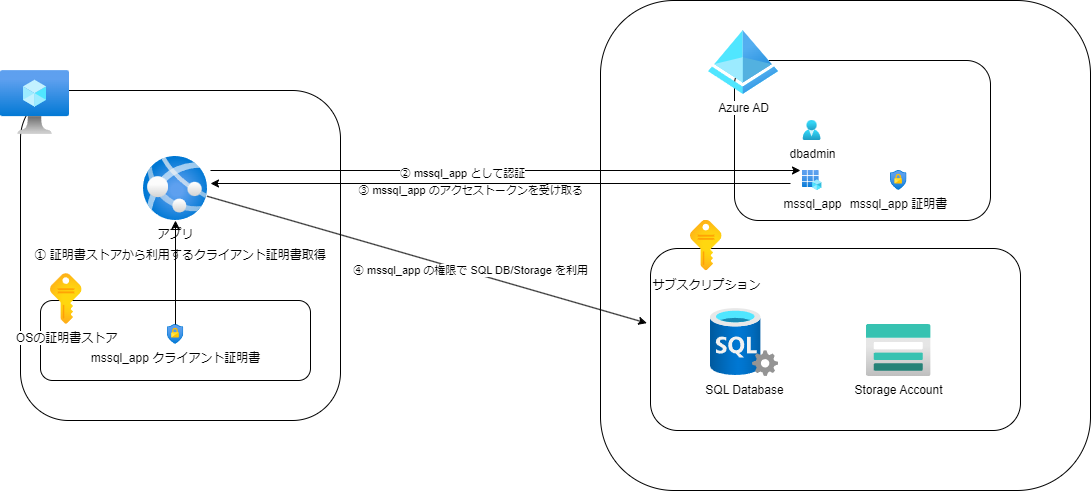 Azure AD
dbadmin
② mssql_app として認証
③ mssql_app のアクセストークンを受け取る
mssql_app
mssql_app 証明書
アプリ
① 証明書ストアから利用するクライアント証明書取得
④ mssql_app の権限で SQL DB/Storage を利用
サブスクリプション
OSの証明書ストア
mssql_app クライアント証明書
SQL
SQL Database
Storage Account